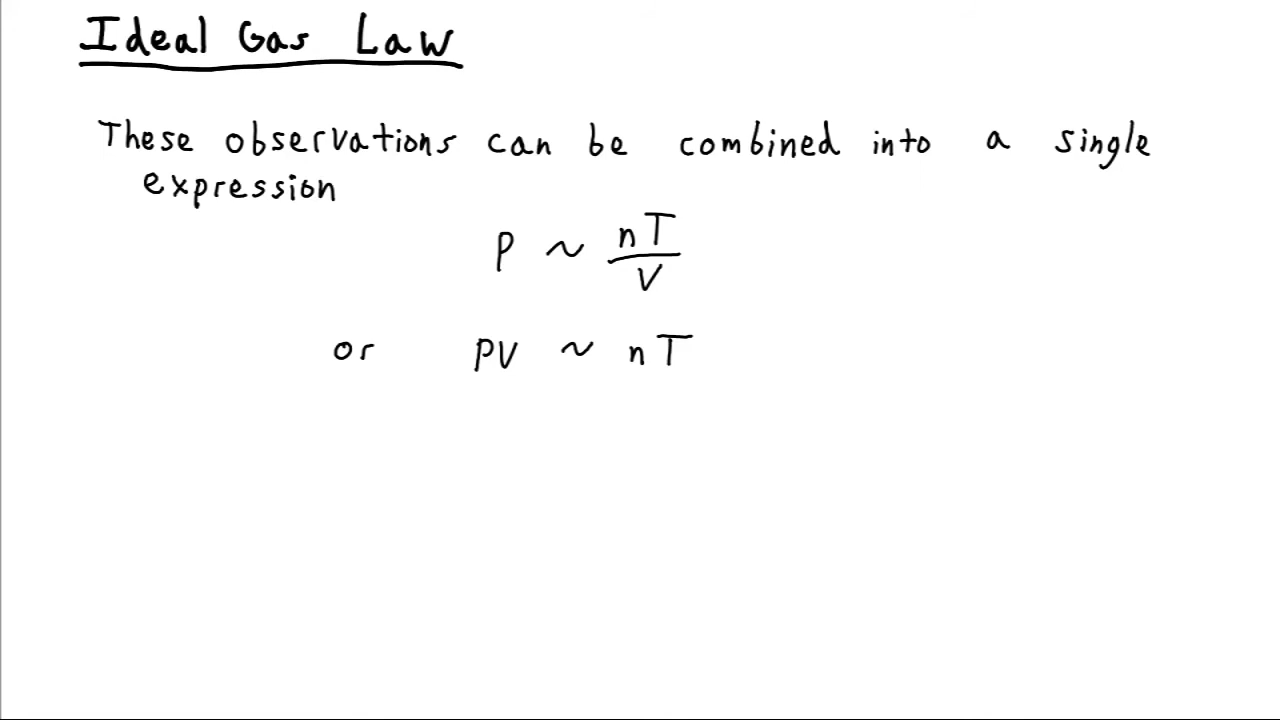 Ideal Gas Law
These observations can be combined into a single
expression
P ~ nT/V
or PV ~ nT